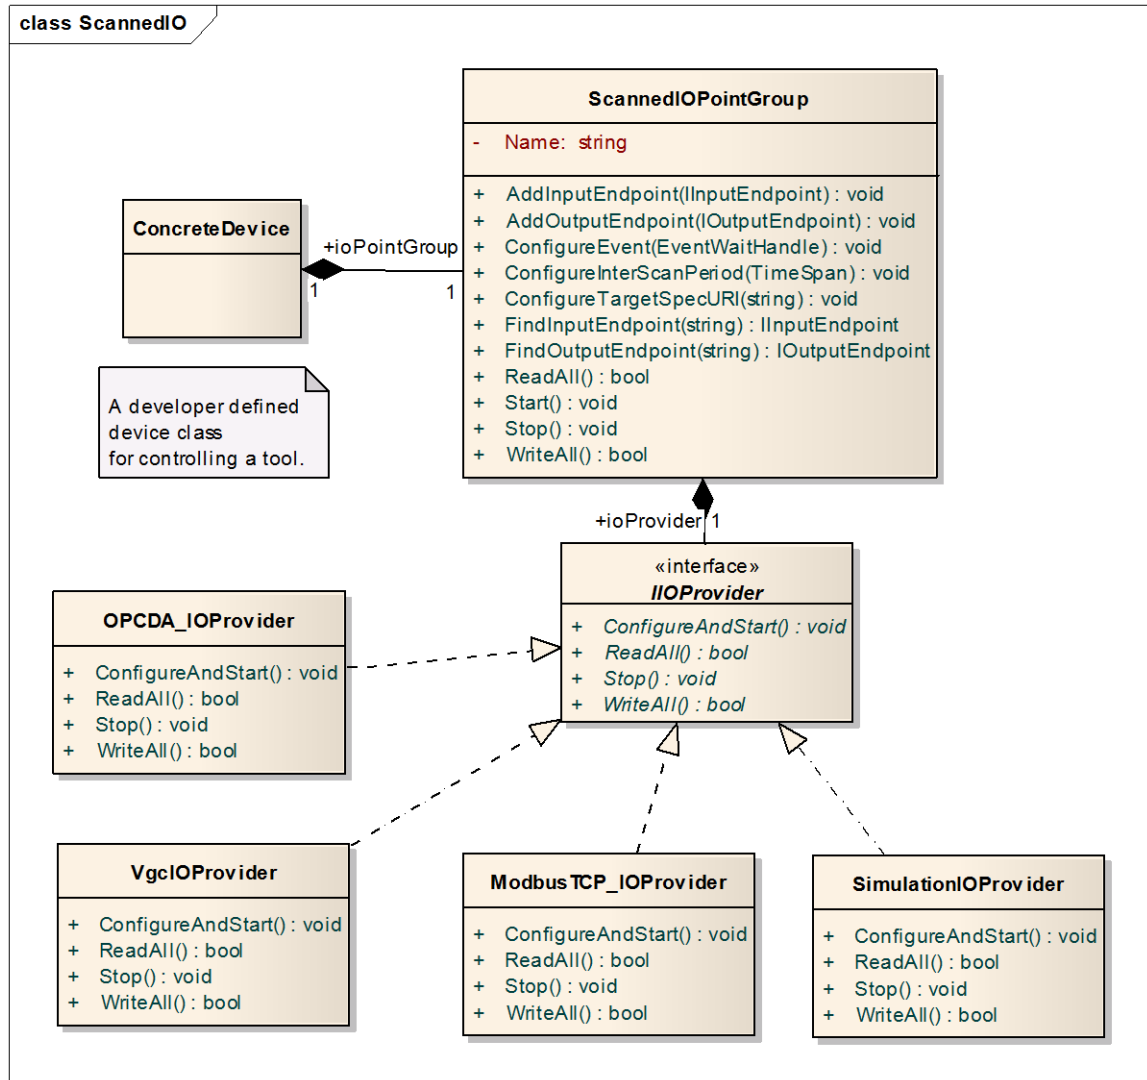 class ScannedIO
ScannedIOPointGroup
- Name: string
+ AddInputEndpoint(IInputEndpoint) : void
+ AddOutputEndpoint(IOutputEndpoint) : void
+ ConfigureEvent(EventWaitHandle) : void
+ ConfigureInterScanPeriod(TimeSpan) : void
+ ConfigureTargetSpecURI(string) : void
+ FindInputEndpoint(string) : IInputEndpoint
+ FindOutputEndpoint(string) : IOutputEndpoint
+ ReadAll() : bool
+ Start() : void
+ Stop() : void
+ WriteAll() : bool
ConcreteDevice
+ioPointGroup
1
1
A developer defined
device class
for controlling a tool.
+ioProvider 1
«interface»
IIOProvider
+ ConfigureAndStart() : void
+ ReadAll() : bool
+ Stop() : void
+ WriteAll() : bool
OPCDA_IOProvider
+ ConfigureAndStart() : void
+ ReadAll() : bool
+ Stop() : void
+ WriteAll() : bool
VgcIOProvider
+ ConfigureAndStart() : void
+ ReadAll() : bool
+ Stop() : void
+ WriteAll() : bool
ModbusTCP_IOProvider
+ ConfigureAndStart() : void
+ ReadAll() : bool
+ Stop() : void
+ WriteAll() : bool
SimulationIOProvider
+ ConfigureAndStart() : void
+ ReadAll() : bool
+ Stop() : void
+ WriteAll() : bool